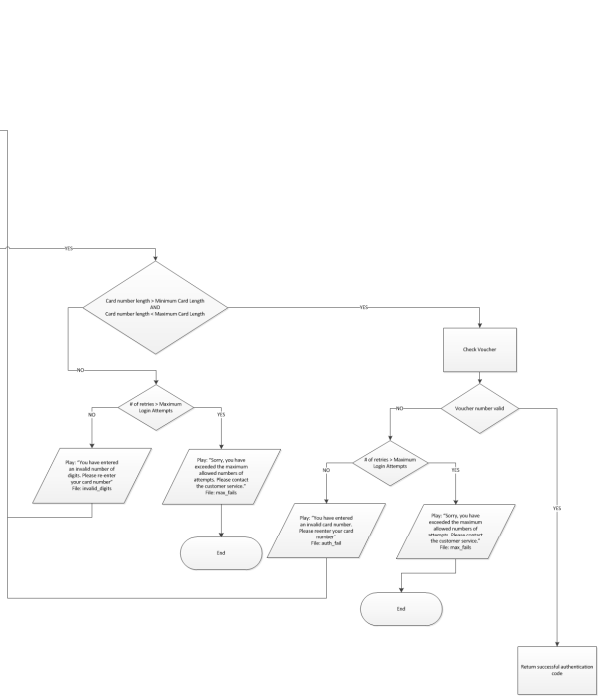 YES
Card number length > Minimum Card Length
AND
Card number length < Maximum Card Length
YES
Check Voucher
NO
# of retries > Maximum
Login Attempts
NO
YES
Play: "You have entered
an invalid number of
digits. Please re-enter
your card number"
File: invalid_digits
Play: "Sorry, you have
exceeded the maximum
allowed numbers of
attempts. Please contact
the customer service."
File: max_fails
End
Voucher number valid
NO
# of retries > Maximum
Login Attempts
NO
YES
Play: "You have entered
an invalid card number.
Please reenter your card
number"
File: auth_fail
Play: "Sorry, you have
exceeded the maximum
allowed numbers of
attempts. Please contact
the customer service."
File: max_fails
End
YES
Return successful authentication
code